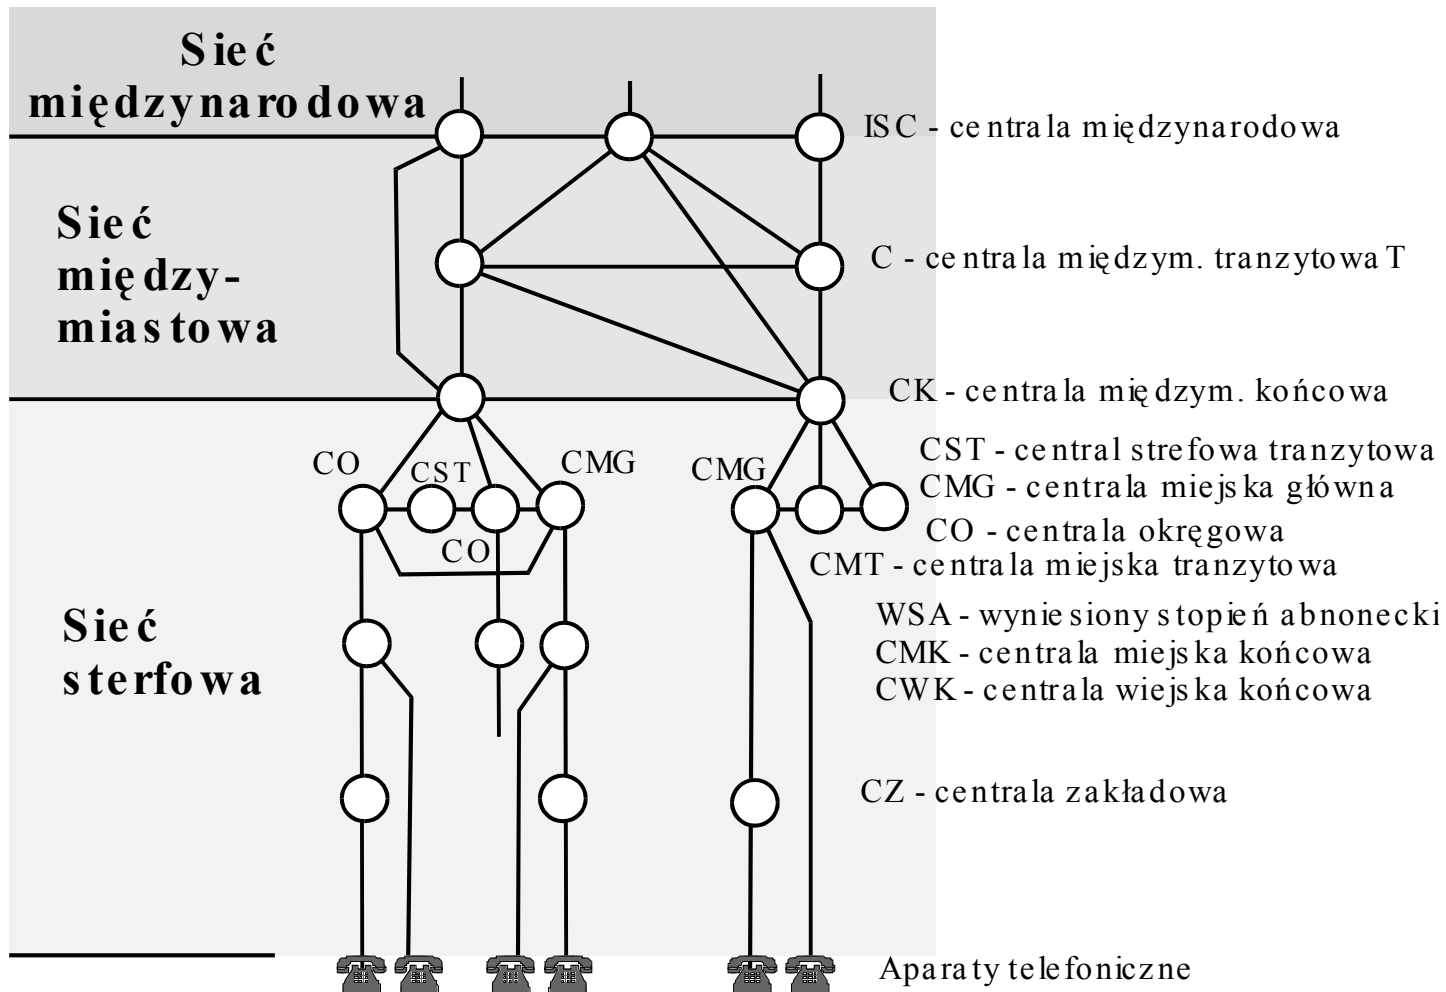 Sieć
międzynarodowa
ISC - centrala międzynarodowa
Sieć
między-
miastowa
C - centrala międzym. tranzytowa T
CK - centrala międzym. końcowa
CO
CST
CMG
CMG
CO
CST - central strefowa tranzytowa
CMG - centrala miejska główna
CO - centrala okręgowa
CMT - centrala miejska tranzytowa
Sieć
sterfowa
WSA - wyniesiony stopień abnonecki
CMK - centrala miejska końcowa
CWK - centrala wiejska końcowa
CZ - centrala zakładowa
Aparaty telefoniczne